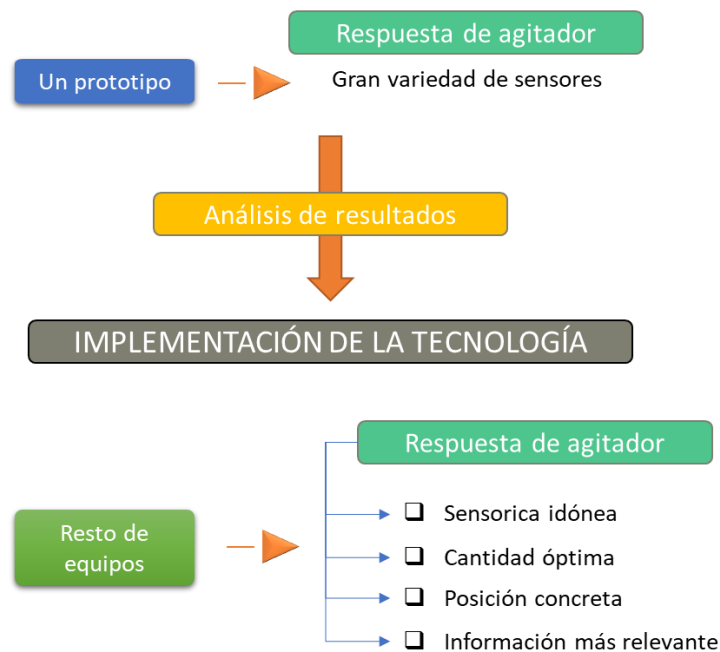 Respuesta de agitador
Un prototipo
Gran variedad de sensores
Análisis de resultados
IMPLEMENTACIÓN DE LA TECNOLOGÍA
Respuesta de agitador
Resto de
equipos
Sensorica idónea
Cantidad óptima
Posición concreta
Información más relevante